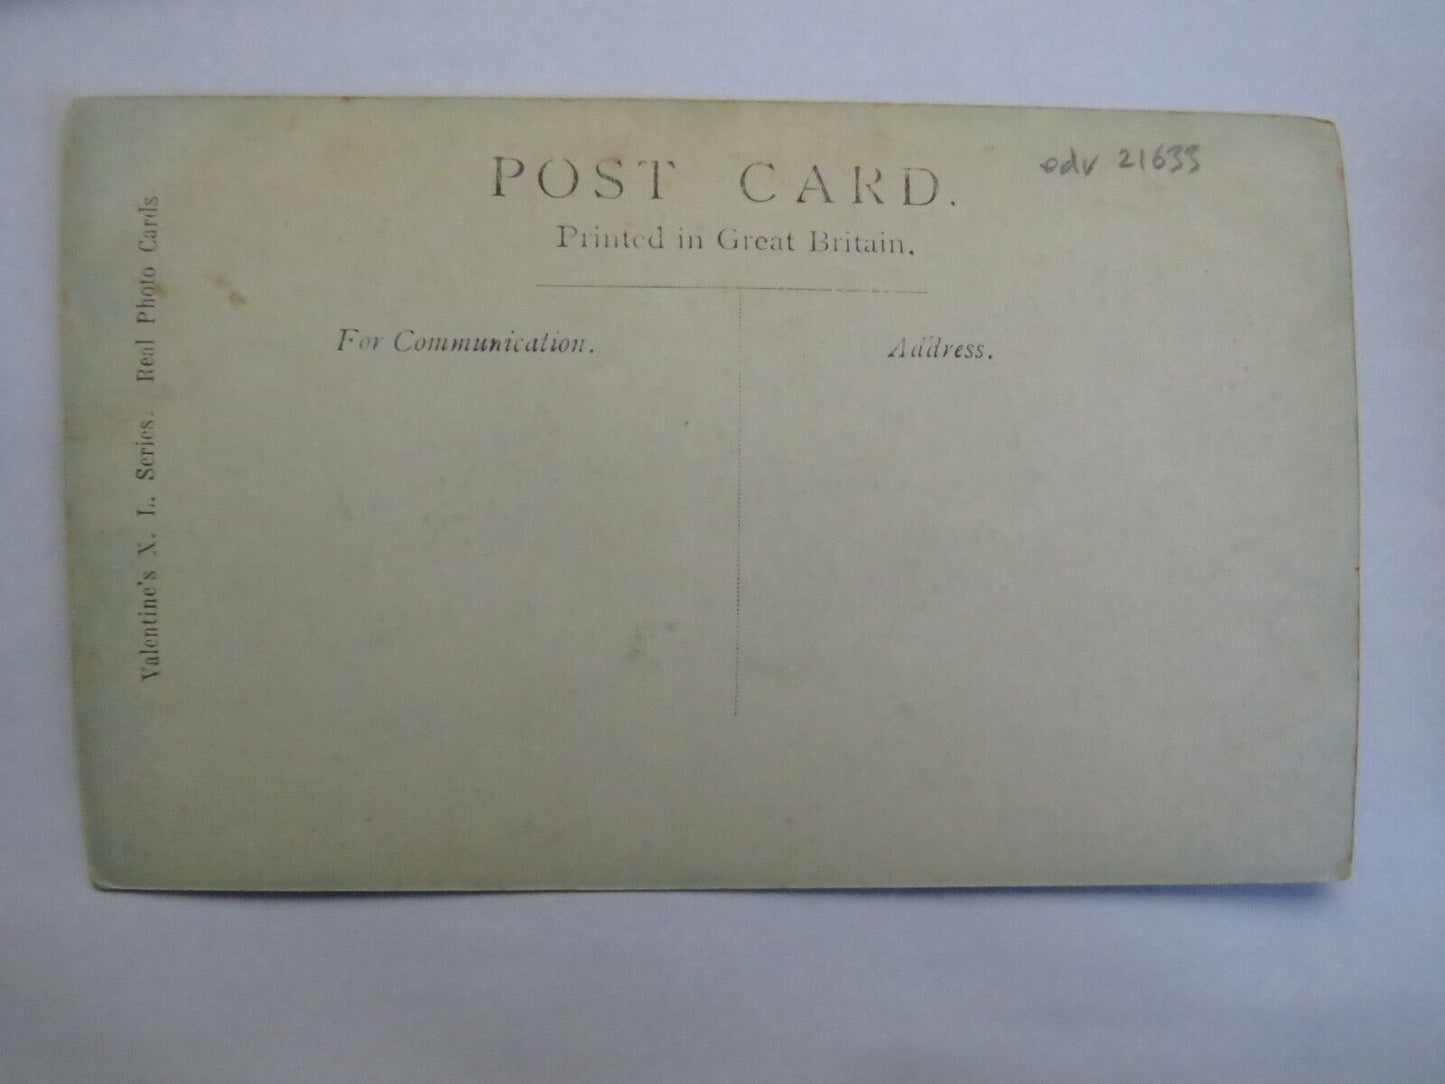 POST CARD.
edv 21633
Printed in Great Britain.
For Communication.
Address.
Valentine's X. L. Series. Real Photo Cards